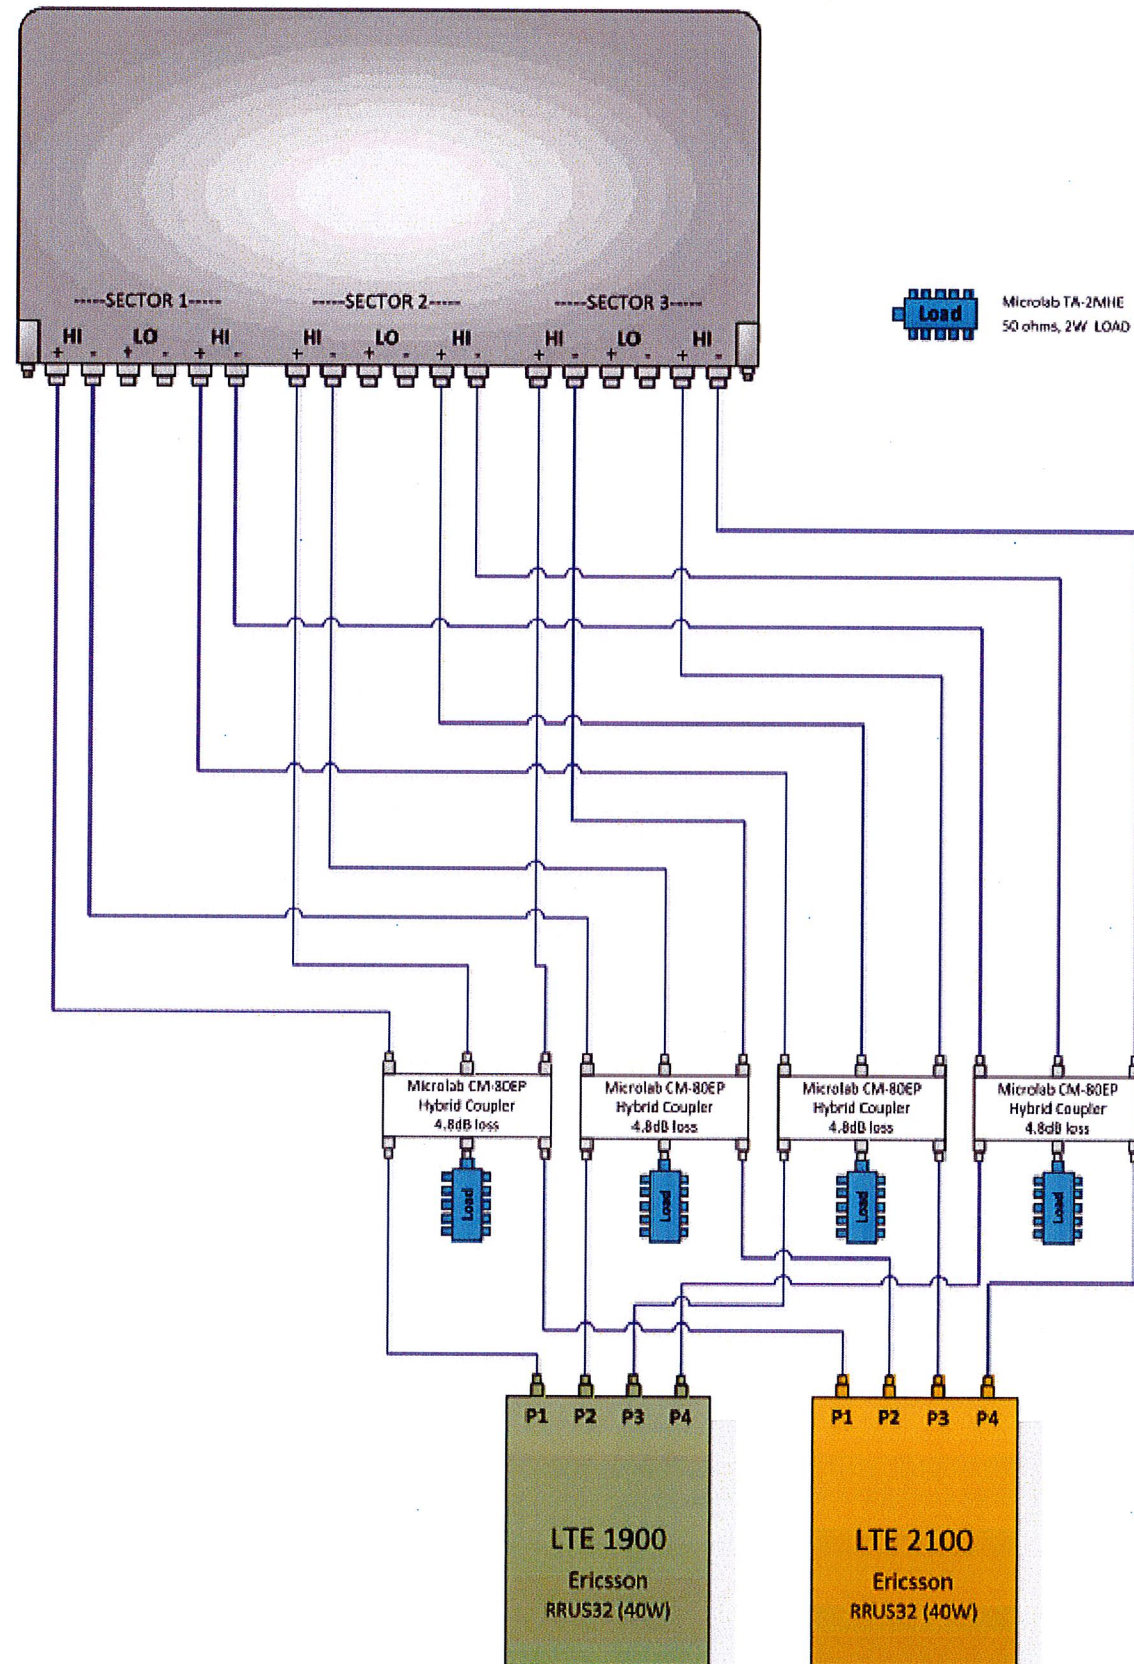 -----SECTOR 1-----
-----SECTOR 2-----
-----SECTOR 3-----
HI LO HI HI LO HI HI LO HI
+ - + - + - + - + - + - + - + - + -
Load
Microlab TA-2MHE
50 ohms, 2W LOAD
Microlab CM-80EP
Hybrid Coupler
4.8dB loss
Microlab CM-80EP
Hybrid Coupler
4.8dB loss
Microlab CM-80EP
Hybrid Coupler
4.8dB loss
Microlab CM-80EP
Hybrid Coupler
4.8dB loss
Load
Load
Load
Load
P1 P2 P3 P4
LTE 1900
Ericsson
RRUS32 (40W)
P1 P2 P3 P4
LTE 2100
Ericsson
RRUS32 (40W)